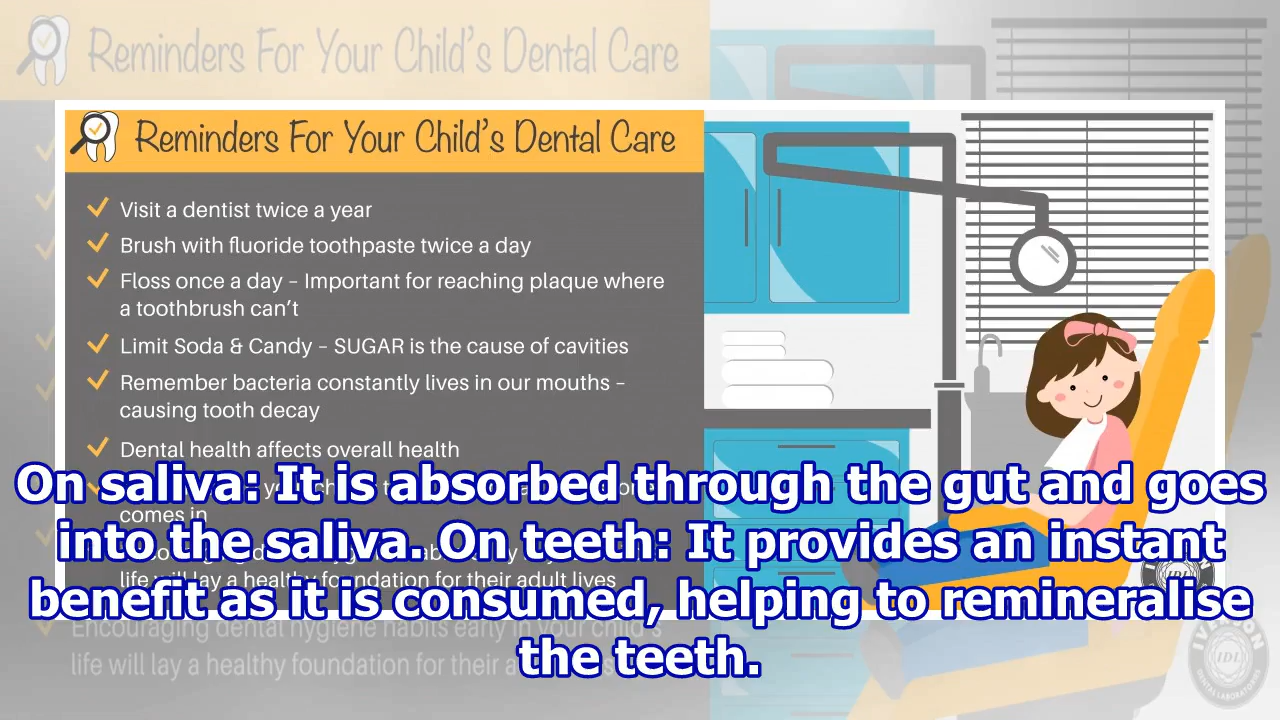 Reminders For Your Child's Dental Care
Reminders For Your Child's Dental Care
Visit a dentist twice a year
Brush with fluoride toothpaste twice a day
Floss once a day – Important for reaching plaque where
a toothbrush can't
Limit Soda & Candy – SUGAR is the cause of cavities
Remember bacteria constantly lives in our mouths –
causing tooth decay
Dental health affects overall health
comes in
life will lay a healthy foundation for their adult lives
On saliva: It is absorbed through the gut and goes
into the saliva. On teeth: It provides an instant
benefit as it is consumed, helping to remineralise
the teeth.
Encouraging dental hygiene habits early in your child's
life will lay a healthy foundation for their
IVERSON
IDL
DENTAL LABORATORIES